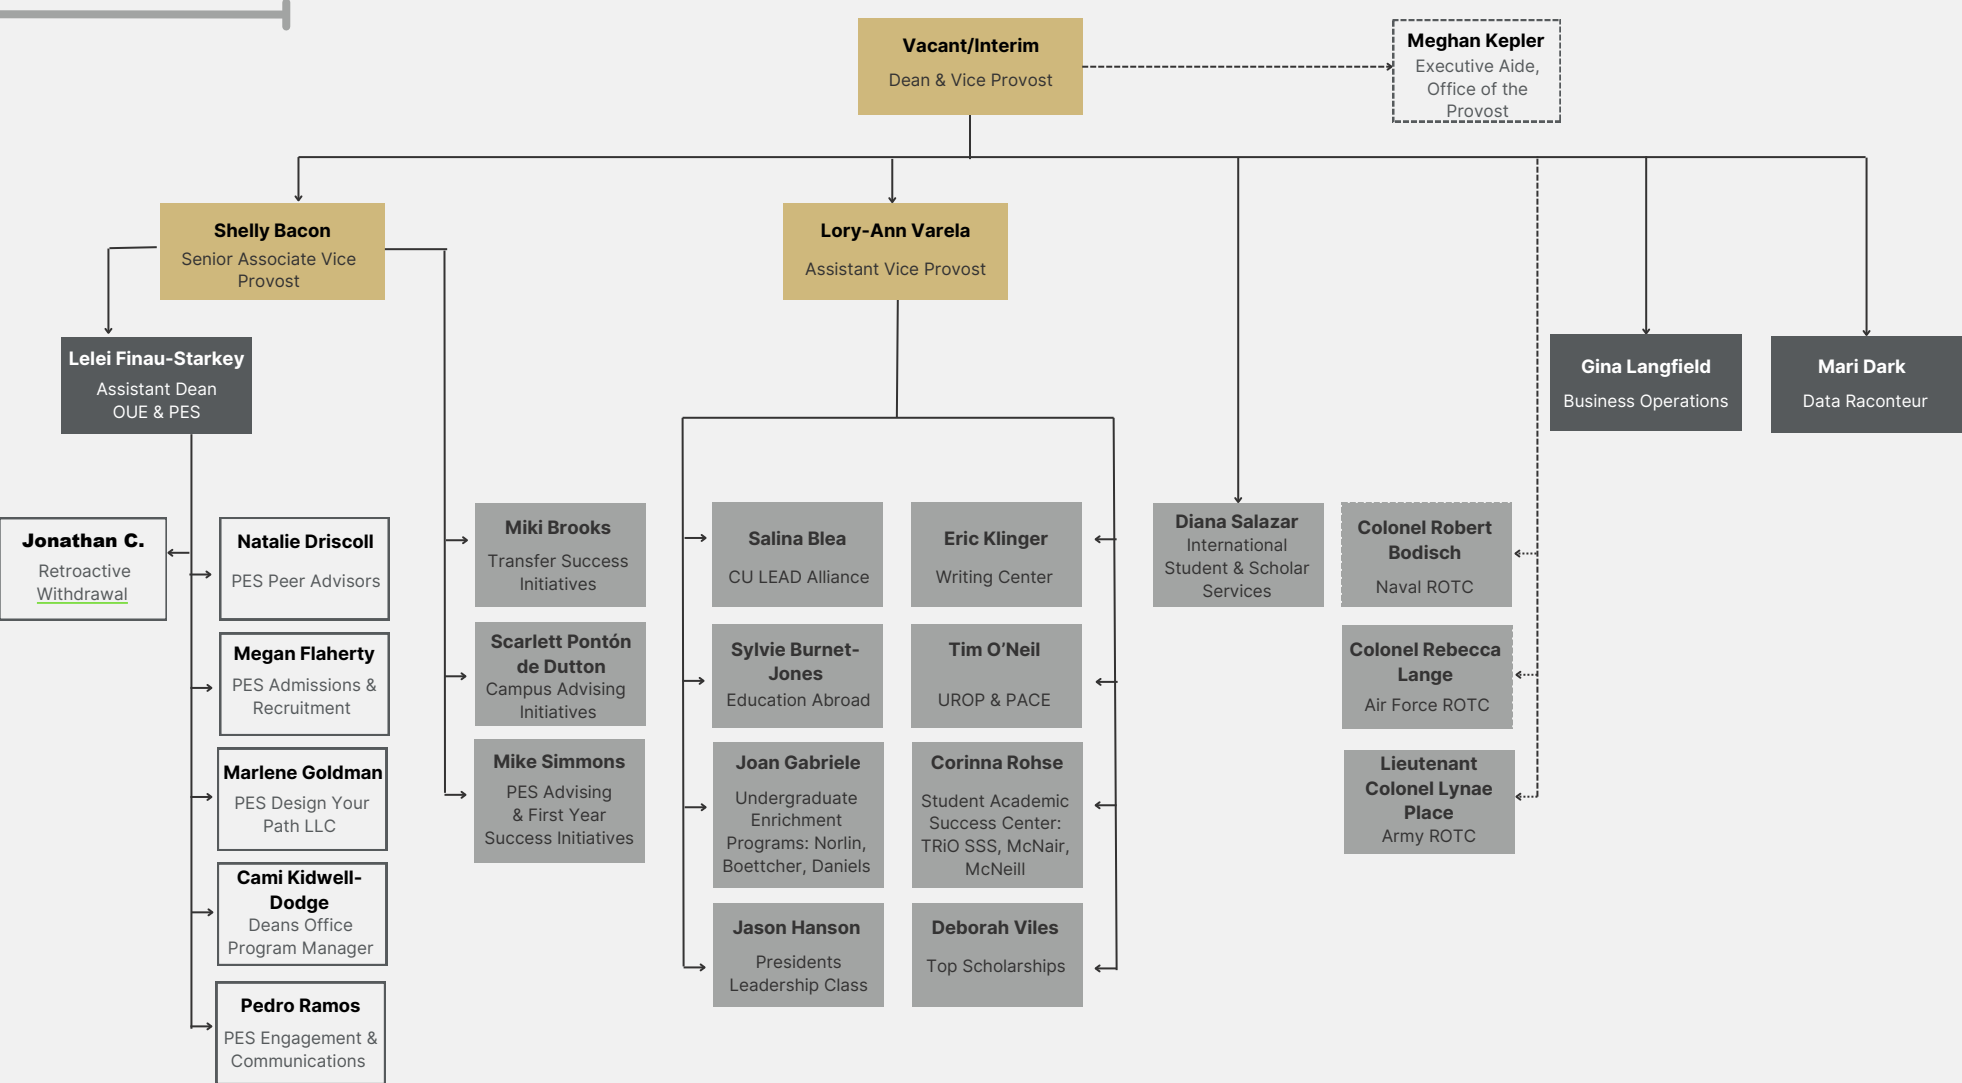 Vacant/Interim
Dean & Vice Provost
Meghan Kepler
Executive Aide,
Office of the
Provost
Shelly Bacon
Senior Associate Vice
Provost
Lory-Ann Varela
Assistant Vice Provost
Lelei Finau-Starkey
Assistant Dean
OUE & PES
Gina Langfield
Business Operations
Mari Dark
Data Raconteur
Jonathan C.
Retroactive
Withdrawal
Natalie Driscoll
PES Peer Advisors
Megan Flaherty
PES Admissions &
Recruitment
Marlene Goldman
PES Design Your
Path LLC
Cami Kidwell-
Dodge
Deans Office
Program Manager
Pedro Ramos
PES Engagement &
Communications
Miki Brooks
Transfer Success
Initiatives
Scarlett Pontón
de Dutton
Campus Advising
Initiatives
Mike Simmons
PES Advising
& First Year
Success Initiatives
Salina Blea
CU LEAD Alliance
Sylvie Burnet-
Jones
Education Abroad
Joan Gabriele
Undergraduate
Enrichment
Programs: Norlin,
Boettcher, Daniels
Jason Hanson
Presidents
Leadership Class
Eric Klinger
Writing Center
Tim O’Neil
UROP & PACE
Corinna Rohse
Student Academic
Success Center:
TRiO SSS, McNair,
McNeill
Deborah Viles
Top Scholarships
Diana Salazar
International
Student & Scholar
Services
Colonel Robert
Bodisch
Naval ROTC
Colonel Rebecca
Lange
Air Force ROTC
Lieutenant
Colonel Lynae
Place
Army ROTC